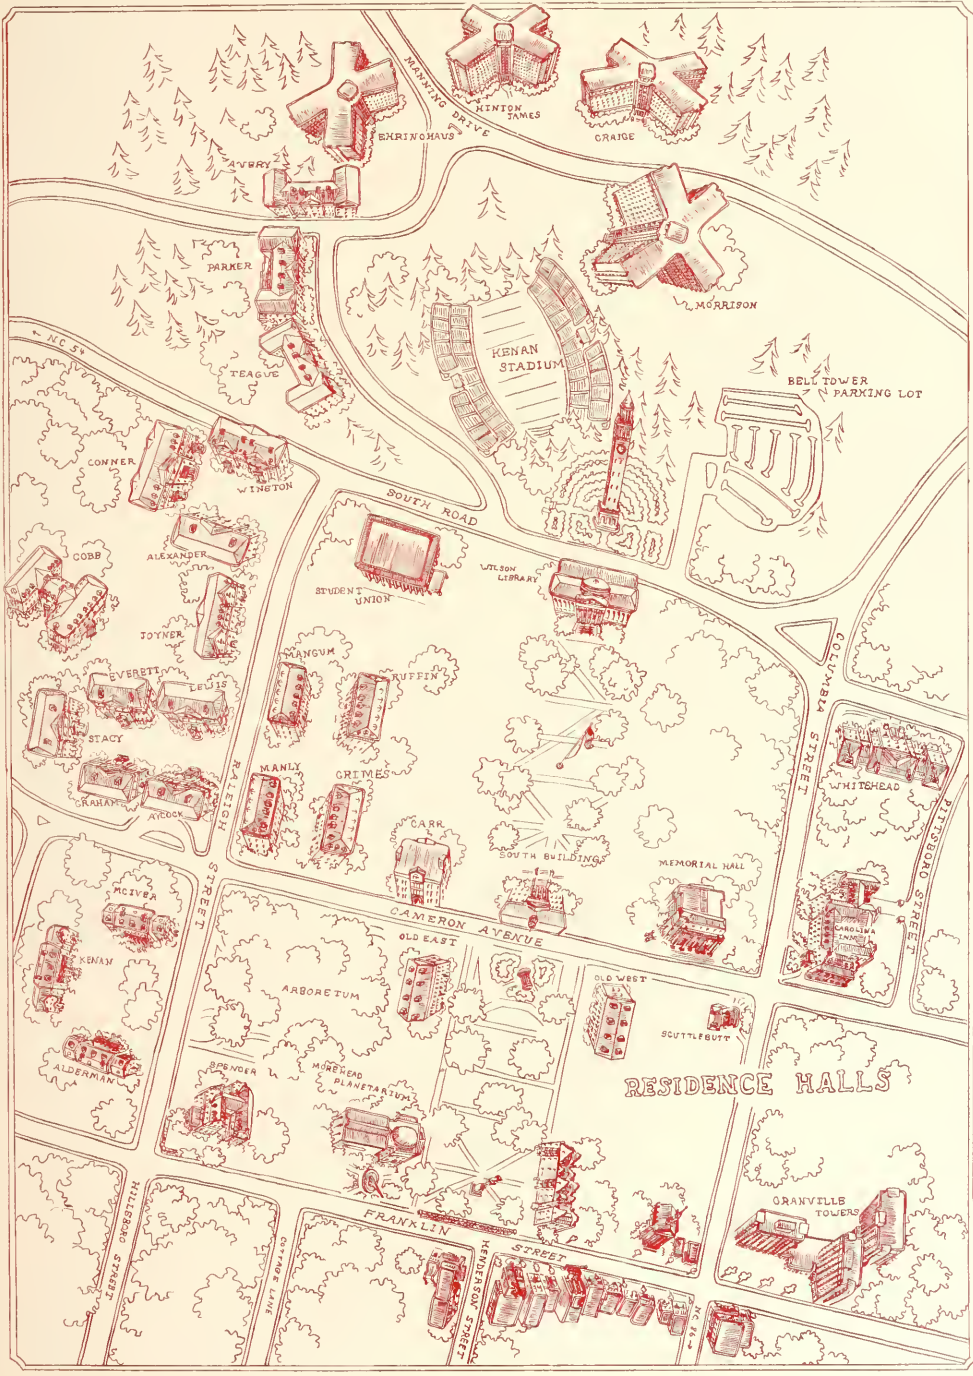 MANNING DRIVE
HINTON
JAMES
CRAIGE
EHRINGHAUS
AVERY
PARKER
MORRISON
NC 54
TEAGUE
KENAN
STADIUM
BELL TOWER
PARKING LOT
CONNER
WINSTON
SOUTH ROAD
COBB
ALEXANDER
WILSON
LIBRARY
STUDENT
UNION
JOYNER
COLUMBIA STREET
MANGUM
RUFFIN
EVERETT
LEWIS
STACY
RALEIGH STREET
MANLY
GRIMES
WHITEHEAD
PITTSBORO STREET
GRAHAM
AYCOCK
CARR
SOUTH BUILDING
MEMORIAL HALL
MCIVER
CAMERON AVENUE
CAROLINA
INN
KENAN
OLD EAST
ARBORETUM
OLD WEST
SCUTTLEBUTT
ALDERMAN
SPENCER
MOREHEAD
PLANETARIUM
RESIDENCE HALLS
GRANVILLE
TOWERS
HILLSBORO STREET
COTTAGE LANE
FRANKLIN STREET
HENDERSON STREET
NC 86